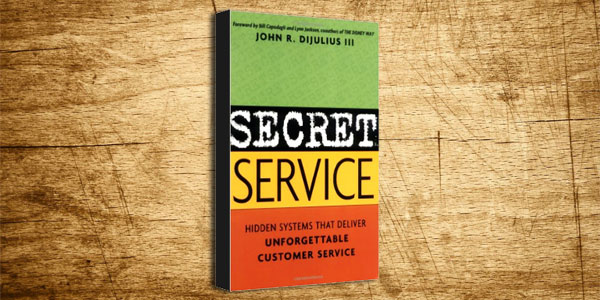 Foreword by Bill Capodagli and Lynn Jackson, coauthors of THE DISNEY WAY
JOHN R. DIJULIUS III
SECRET
SERVICE
HIDDEN SYSTEMS THAT DELIVER
UNFORGETTABLE
CUSTOMER SERVICE